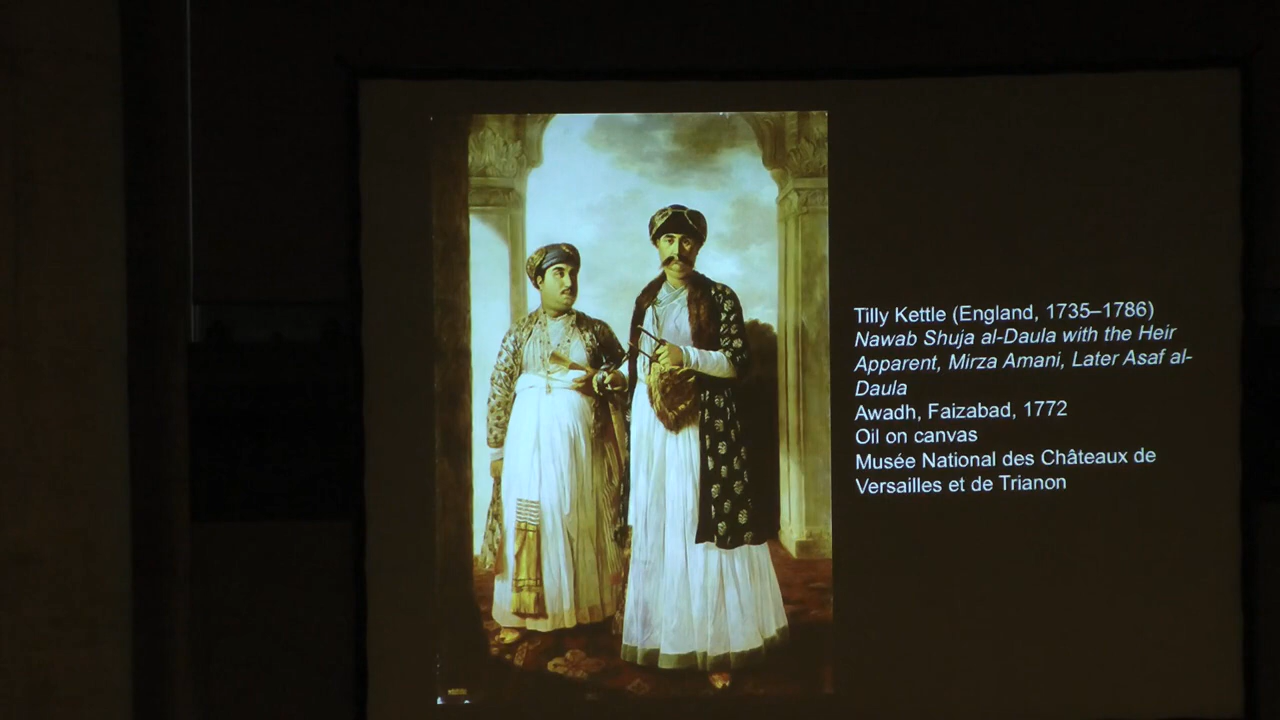 Tilly Kettle (England, 1735–1786)
Nawab Shuja al-Daula with the Heir
Apparent, Mirza Amani, Later Asaf al-
Daula
Awadh, Faizabad, 1772
Oil on canvas
Musée National des Châteaux de
Versailles et de Trianon